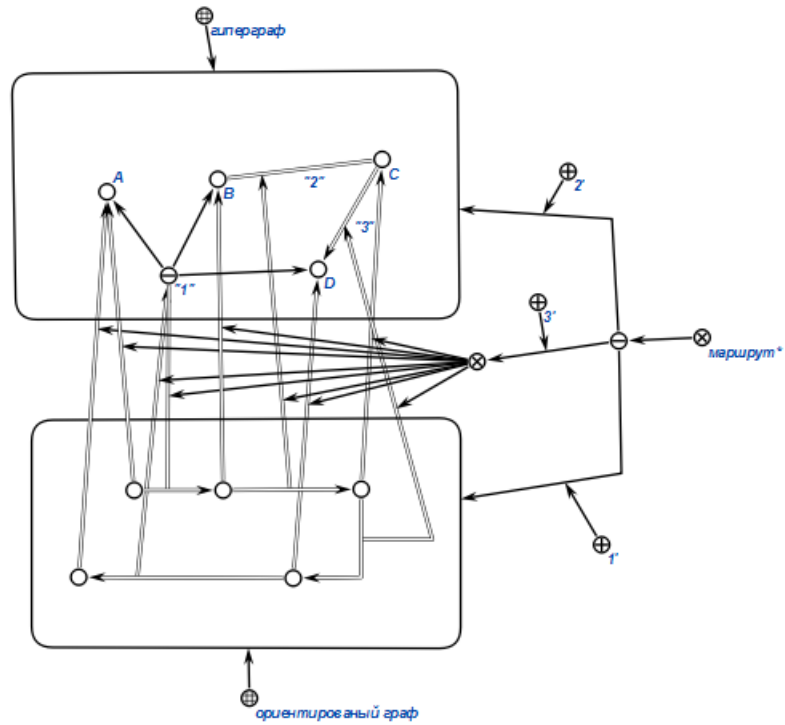 гиперграф
A
B
"2"
C
2'
"3"
"1"
D
3'
маршрут*
1'
ориентированый граф